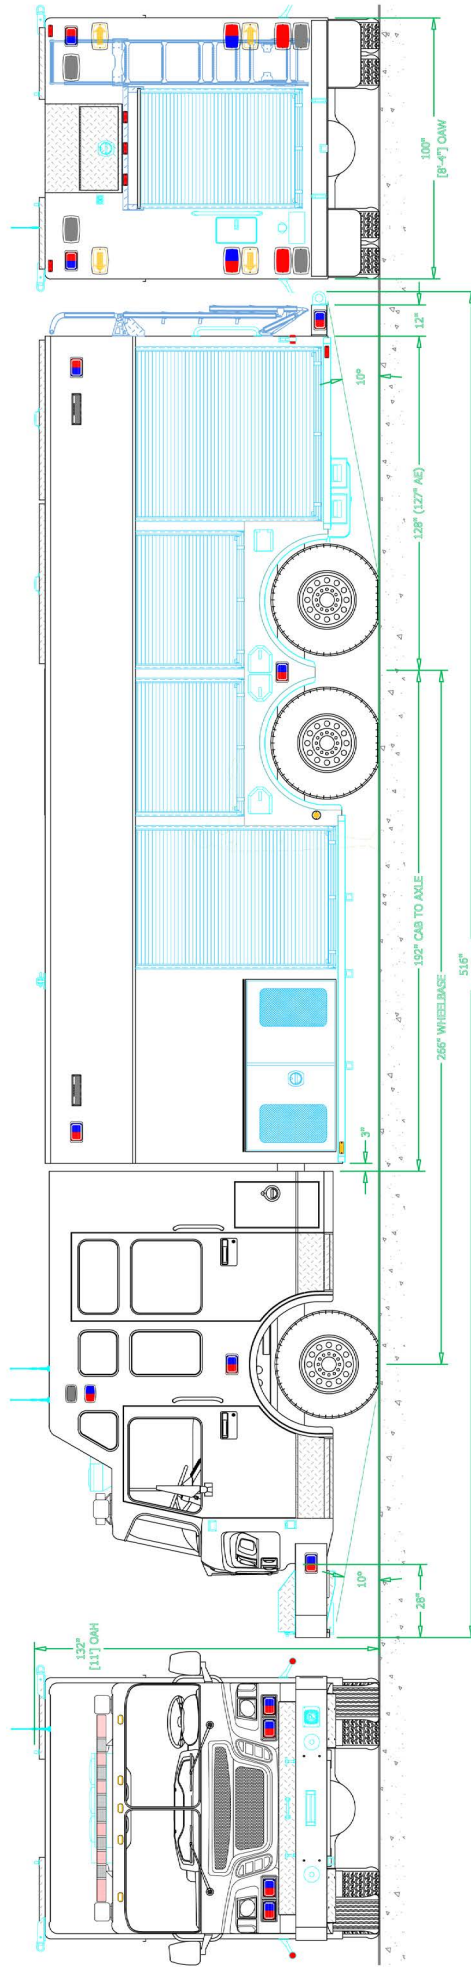 132"
[11'] OAH
28"
10°
3"
266" WHEELBASE
192" CAB TO AXLE
516"
128" (127" AE)
10°
12"
100"
[8'-4"] OAW